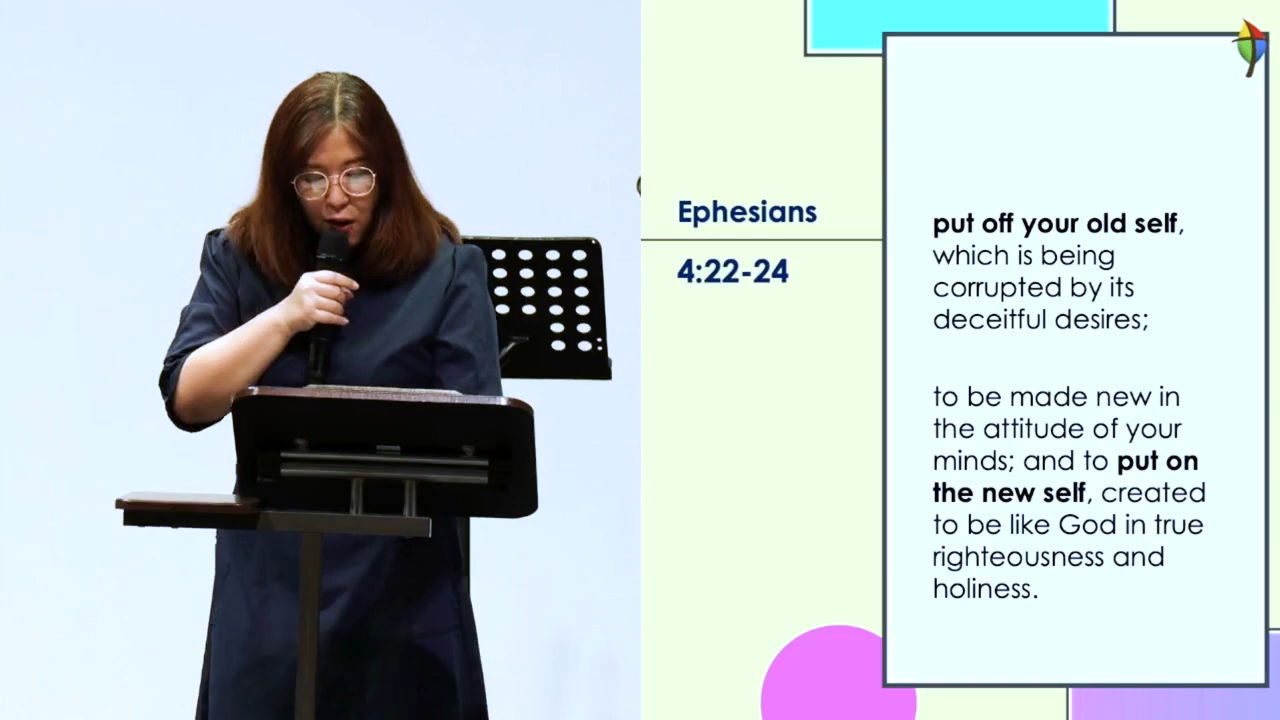 Ephesians
4:22-24
put off your old self,
which is being
corrupted by its
deceitful desires;
to be made new in
the attitude of your
minds; and to put on
the new self, created
to be like God in true
righteousness and
holiness.